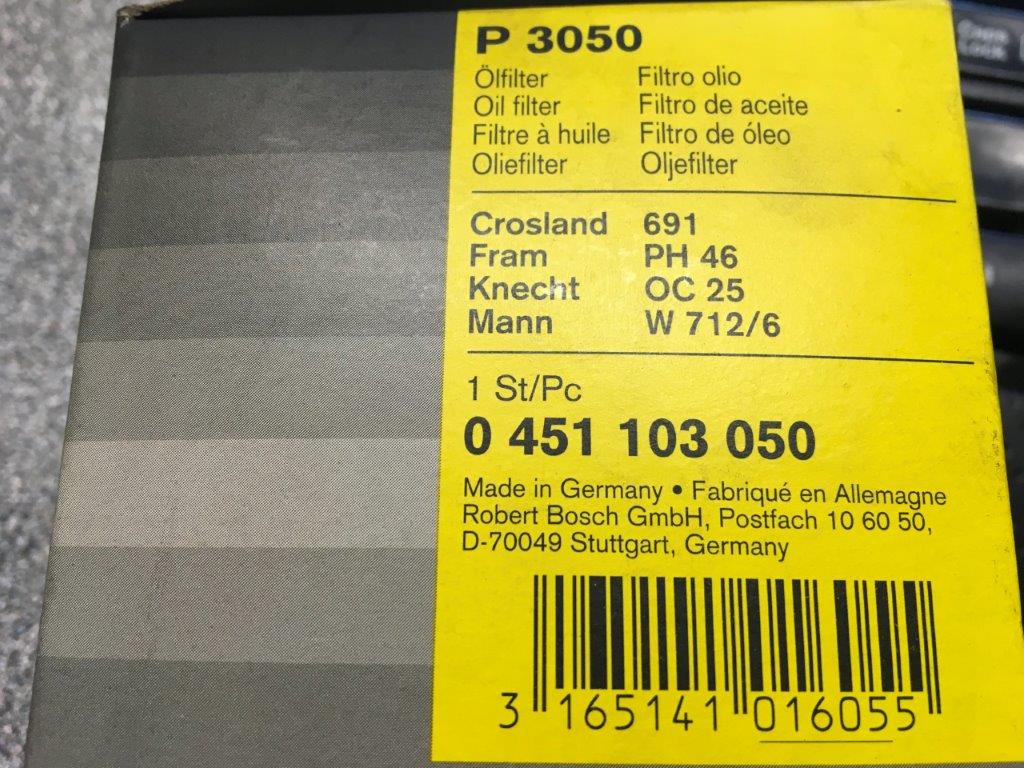 P 3050
Ölfilter Filtro olio
Oil filter Filtro de aceite
Filtre à huile Filtro de óleo
Oliefilter Oljefilter
Crosland 691
Fram PH 46
Knecht OC 25
Mann W 712/6
1 St/Pc
0 451 103 050
Made in Germany • Fabriqué en Allemagne
Robert Bosch GmbH, Postfach 10 60 50,
D-70049 Stuttgart, Germany
3 165141 016055